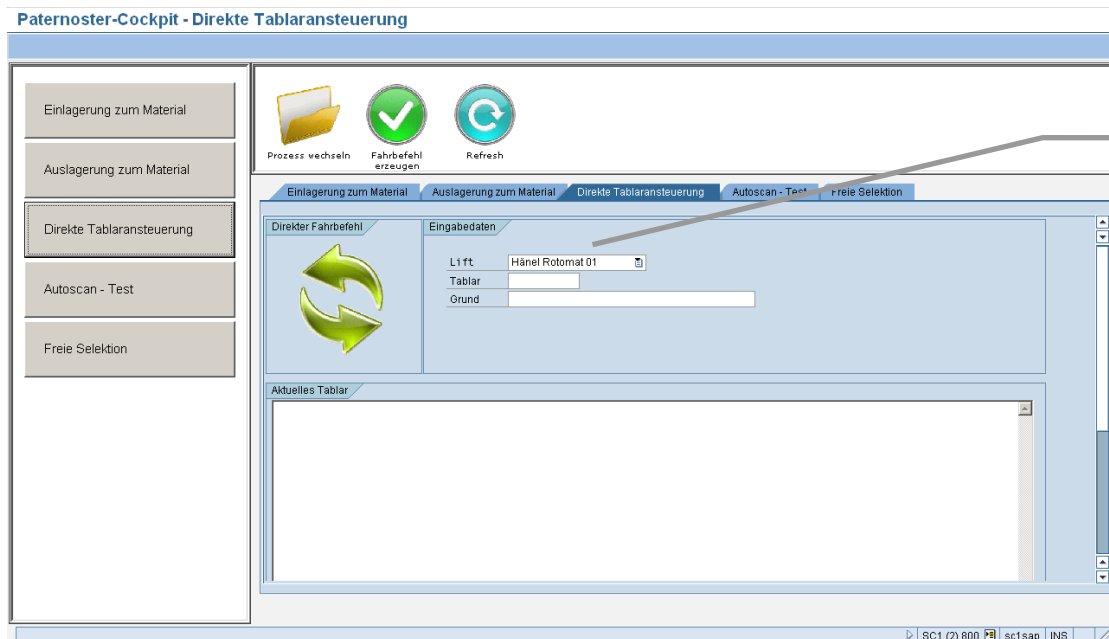 Paternoster-Cockpit - Direkte Tablaransteuerung
Einlagerung zum Material
Auslagerung zum Material
Direkte Tablaransteuerung
Autoscan - Test
Freie Selektion
Prozess wechseln
Fahrbefehl
erzeugen
Refresh
Einlagerung zum Material Auslagerung zum Material Direkte Tablaransteuerung Autoscan - Test Freie Selektion
Direkter Fahrbefehl
Eingabedaten
Lift Hänel Rotomat 01
Tablar
Grund
Aktuelles Tablar
SC1 (2) 800 sc1sap INS